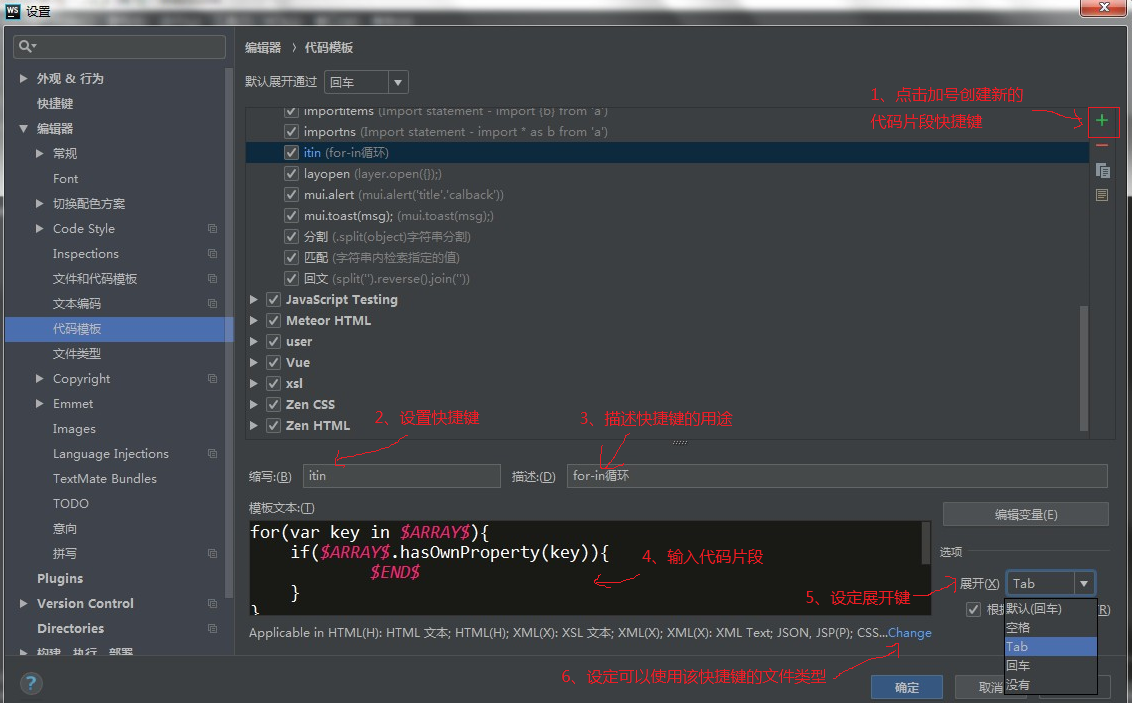 WS 设置
编辑器 〉 代码模板
默认展开通过 回车
外观 & 行为
快捷键
编辑器
常规
Font
切换配色方案
Code Style
Inspections
文件和代码模板
文本编码
代码模板
文件类型
Copyright
Emmet
Images
Language Injections
TextMate Bundles
TODO
意向
拼写
Plugins
Version Control
Directories
构建、执行、部署
?
importitems (Import statement - import {b} from 'a')
importns (Import statement - import * as b from 'a')
itin (for-in循环)
layopen (layer.open({});)
mui.alert (mui.alert('title'.'calback'))
mui.toast(msg); (mui.toast(msg);)
分割 (.split(object)字符串分割)
匹配 (字符串内检索指定的值)
回文 (split('').reverse().join(''))
JavaScript Testing
Meteor HTML
user
Vue
xsl
Zen CSS
Zen HTML
1、点击加号创建新的
代码片段快捷键
2、设置快捷键
3、描述快捷键的用途
缩写:(B) itin 描述:(D) for-in循环
模板文本:(T)
for(var key in $ARRAY$){
if($ARRAY$.hasOwnProperty(key)){
$END$
}
}
4、输入代码片段
编辑变量(E)
选项
5、设定展开键
展开(X) Tab
默认(回车)
空格
Tab
回车
没有
R)
Applicable in HTML(H): HTML 文本; HTML(H); XML(X): XSL 文本; XML(X); XML(X): XML Text; JSON, JSP(P); CSS...Change
6、设定可以使用该快捷键的文件类型
确定
取消